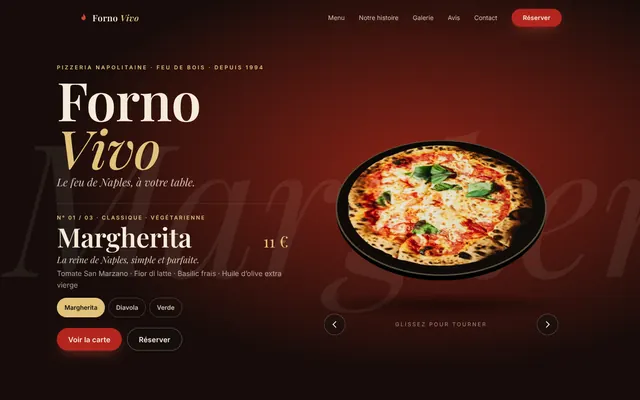 Forno Vivo
Menu
Notre histoire
Galerie
Avis
Contact
Réserver
PIZZERIA NAPOLITAINE · FEU DE BOIS · DEPUIS 1994
Forno
Vivo
Le feu de Naples, à votre table.
N° 01 / 03 · CLASSIQUE · VÉGÉTARIENNE
Margherita
11 €
La reine de Naples, simple et parfaite.
Tomate San Marzano · Fior di latte · Basilic frais · Huile d'olive extra
vierge
Margherita
Diavola
Verde
Voir la carte
Réserver
GLISSEZ POUR TOURNER